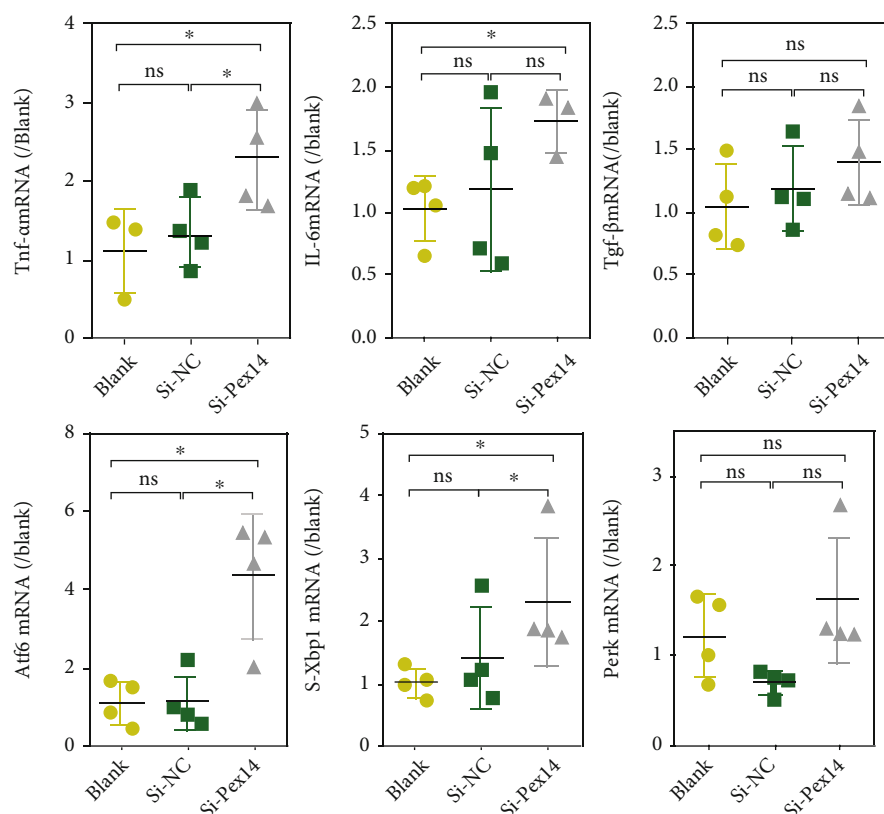 Tnf-αmRNA (/Blank)
4
3
2
1
0
*
ns
*
Blank
Si-NC
Si-Pex14
IL-6mRNA (/blank)
2.5
2.0
1.5
1.0
0.5
0.0
*
ns
ns
Blank
Si-NC
Si-Pex14
Tgf-βmRNA(/blank)
2.5
2.0
1.5
1.0
0.5
0.0
ns
ns
ns
Blank
Si-NC
Si-Pex14
Atf6 mRNA (/blank)
8
6
4
2
0
*
ns
*
Blank
Si-NC
Si-Pex14
S-Xbp1 mRNA (/blank)
5
4
3
2
1
0
*
ns
*
Blank
Si-NC
Si-Pex14
Perk mRNA (/blank)
3
2
1
0
ns
ns
ns
Blank
Si-NC
Si-Pex14